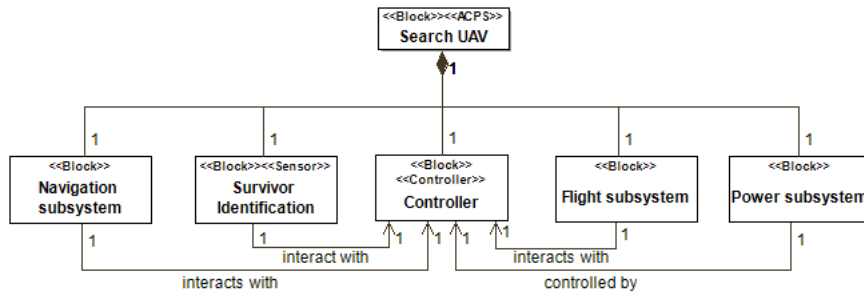 <<Block>><<ACPS>>
Search UAV
1
1
1
1
1
1
<<Block>>
Navigation
subsystem
<<Block>><<Sensor>>
Survivor
Identification
<<Block>>
<<Controller>>
Controller
<<Block>>
Flight subsystem
<<Block>>
Power subsystem
1
1
1
1
1
1
1
1
interact with
interacts with
interacts with
controlled by